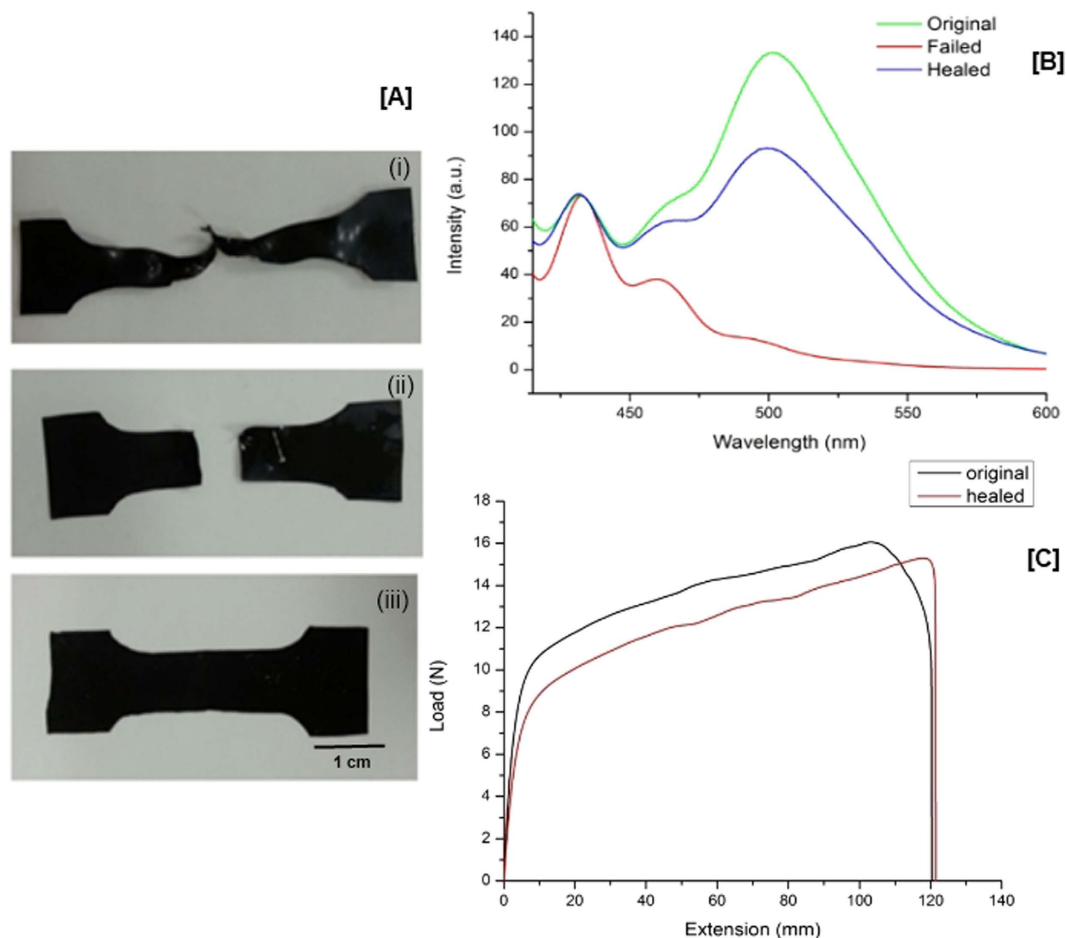 [A]
(i)
(ii)
(iii)
1 cm
Original
Failed
Healed
[B]
140
120
100
80
60
40
20
0
Intensity (a.u.)
450
500
550
600
Wavelength (nm)
original
healed
[C]
18
16
14
12
10
8
6
4
2
0
Load (N)
0
20
40
60
80
100
120
140
Extension (mm)